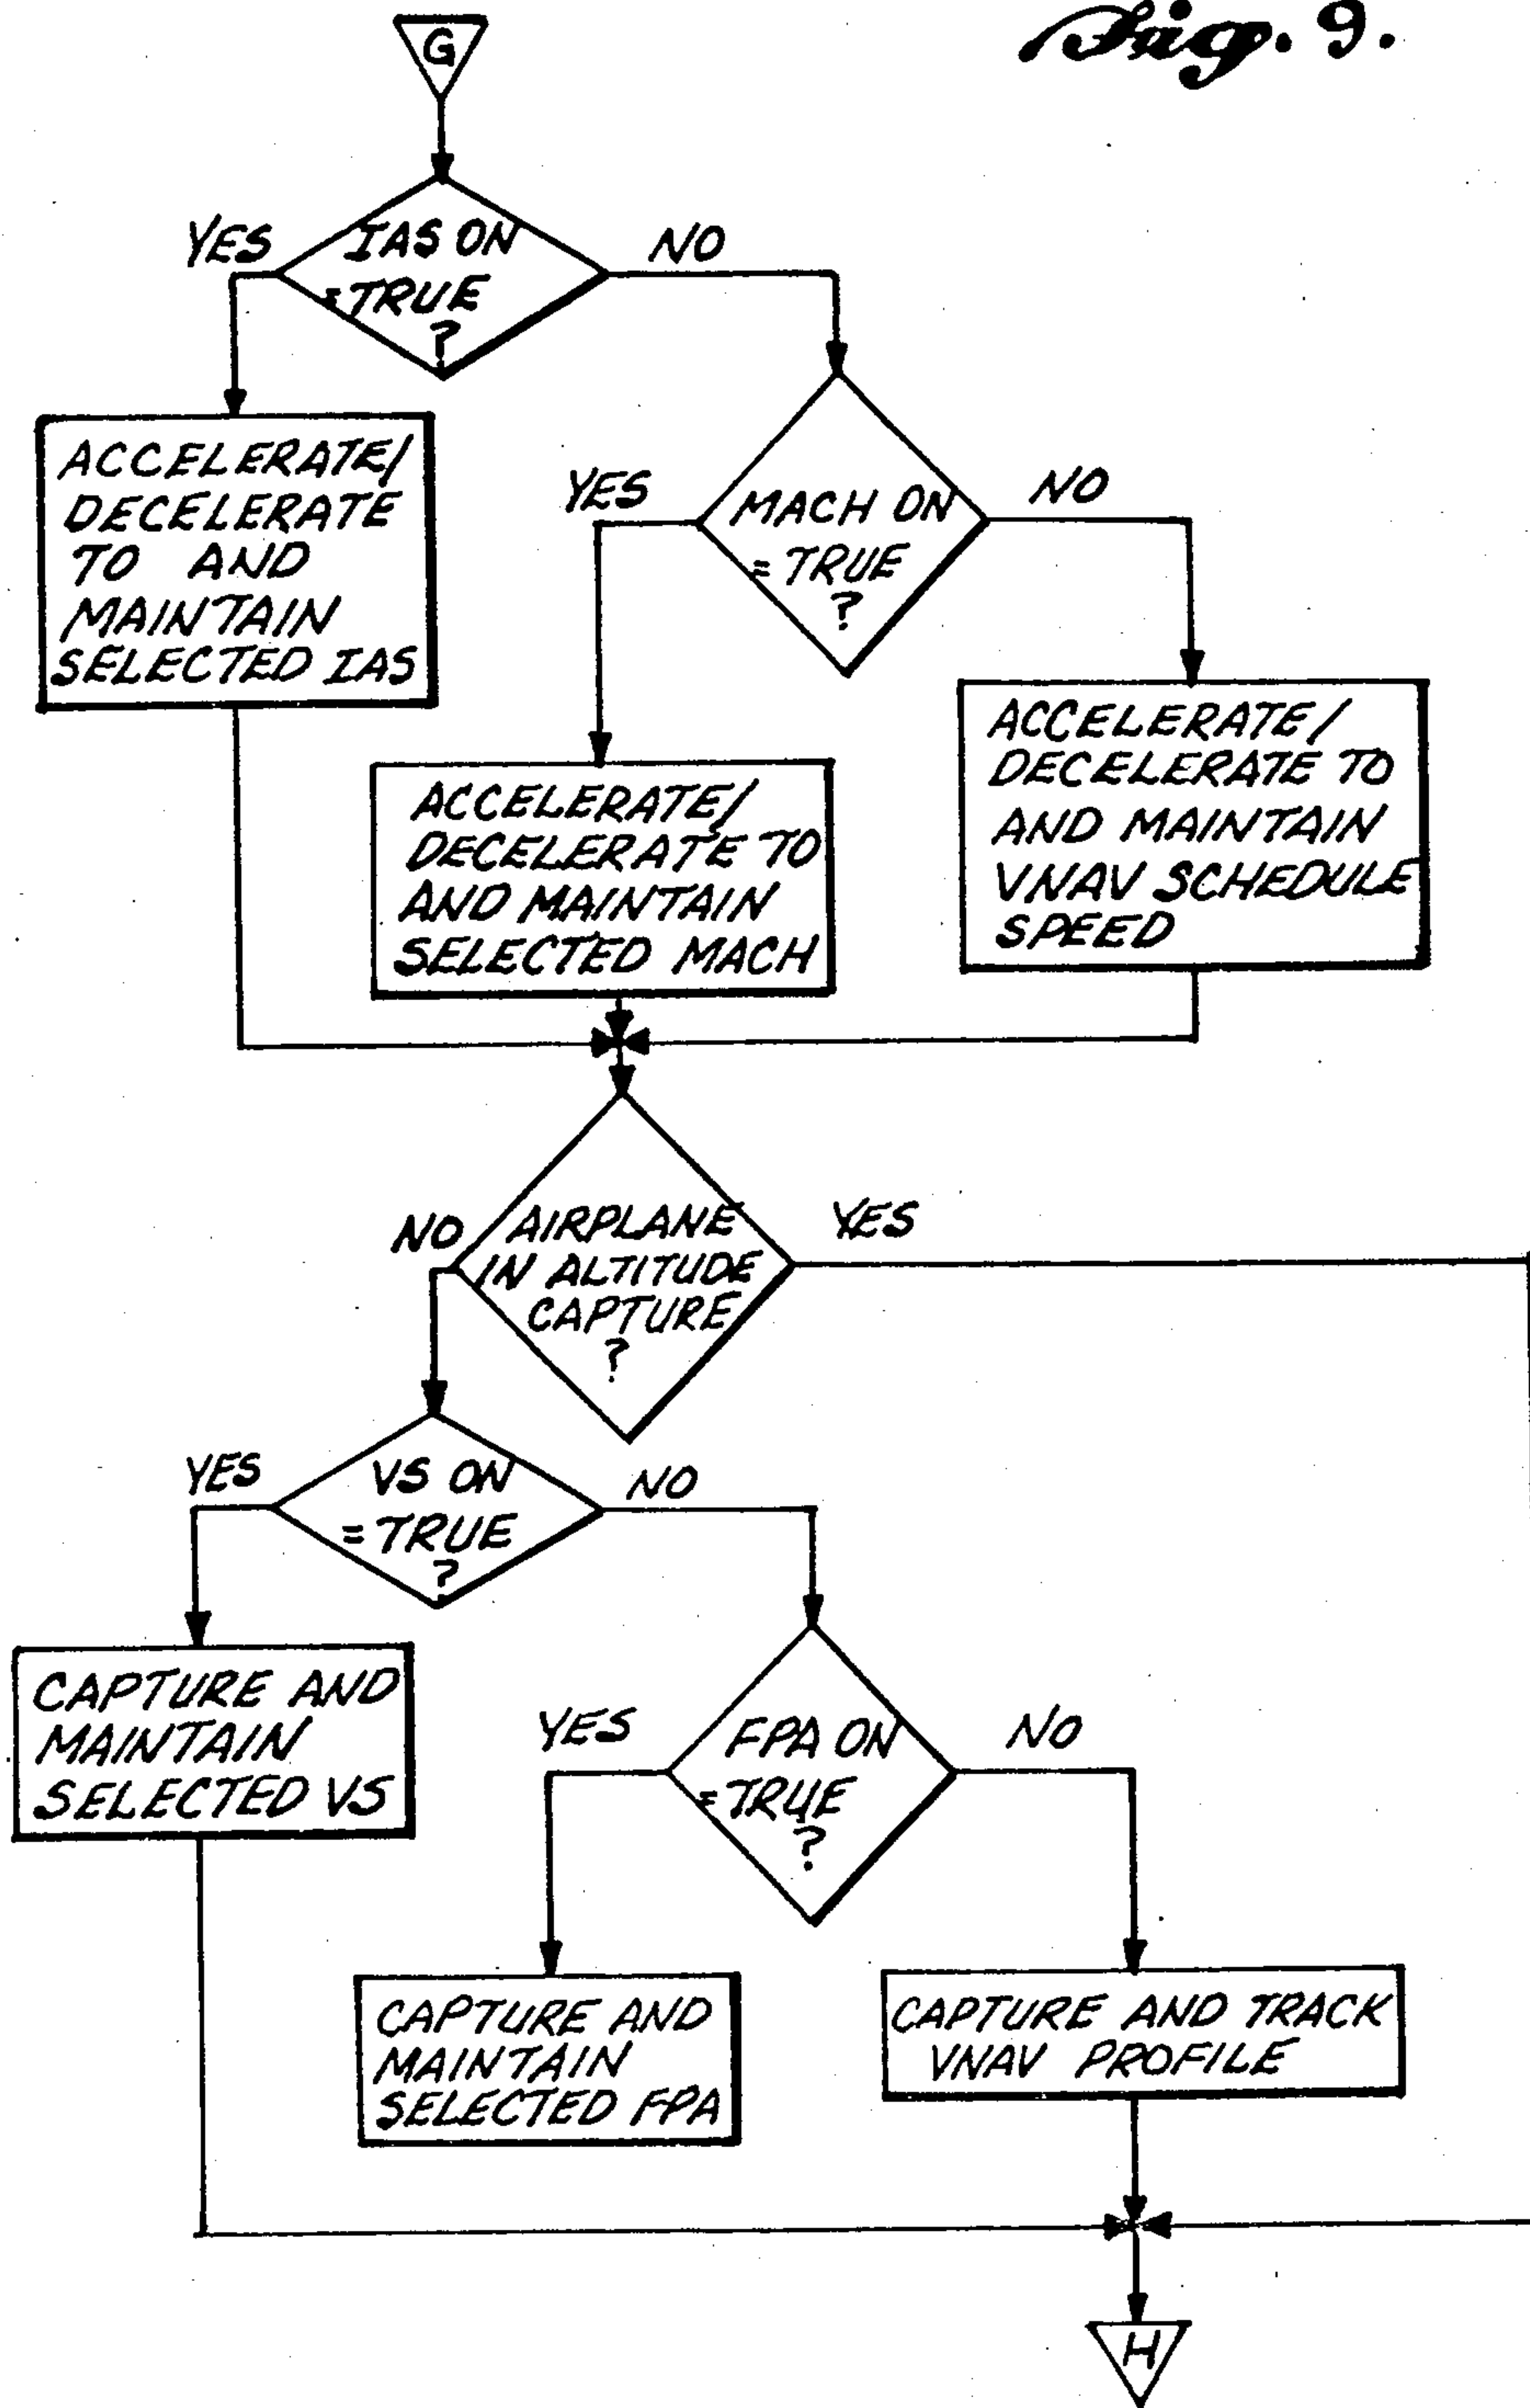 Fig. 9.
G
IAS ON
= TRUE
?
YES
NO
ACCELERATE/
DECELERATE
TO AND
MAINTAIN
SELECTED IAS
MACH ON
= TRUE
?
YES
NO
ACCELERATE/
DECELERATE TO
AND MAINTAIN
SELECTED MACH
ACCELERATE/
DECELERATE TO
AND MAINTAIN
VNAV SCHEDULE
SPEED
AIRPLANE
IN ALTITUDE
CAPTURE
?
NO
YES
VS ON
= TRUE
?
YES
NO
CAPTURE AND
MAINTAIN
SELECTED VS
FPA ON
= TRUE
?
YES
NO
CAPTURE AND
MAINTAIN
SELECTED FPA
CAPTURE AND TRACK
VNAV PROFILE
H